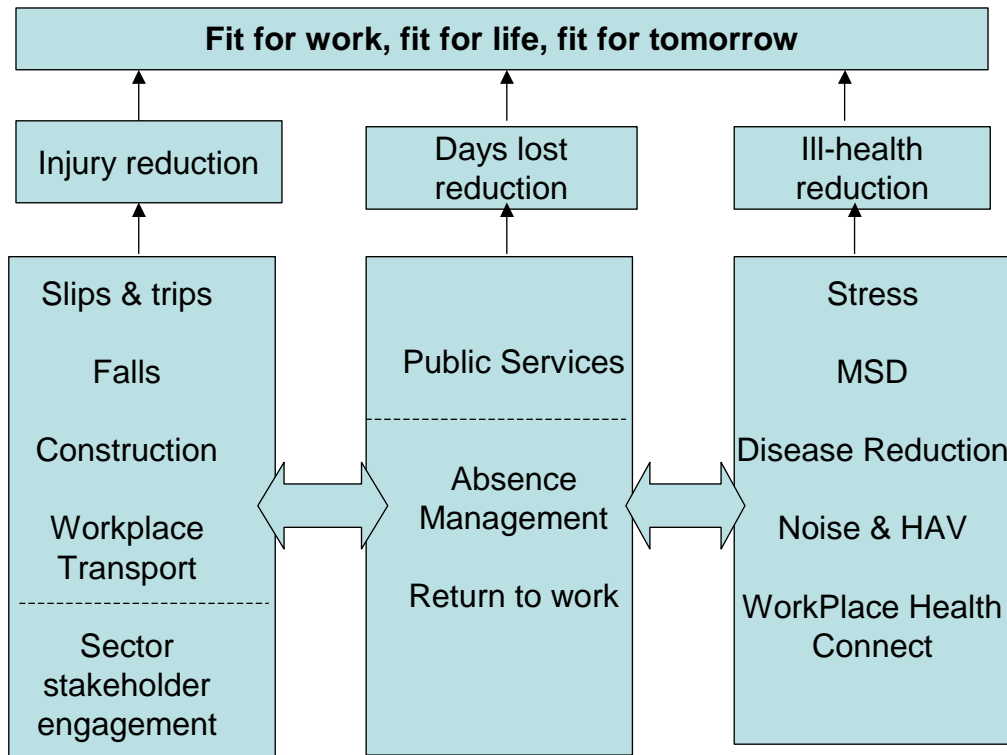 Fit for work, fit for life, fit for tomorrow
Injury reduction
Days lost
reduction
Ill-health
reduction
Slips & trips
Falls
Construction
Workplace
Transport
Sector
stakeholder
engagement
Public Services
Absence
Management
Return to work
Stress
MSD
Disease Reduction
Noise & HAV
WorkPlace Health
Connect